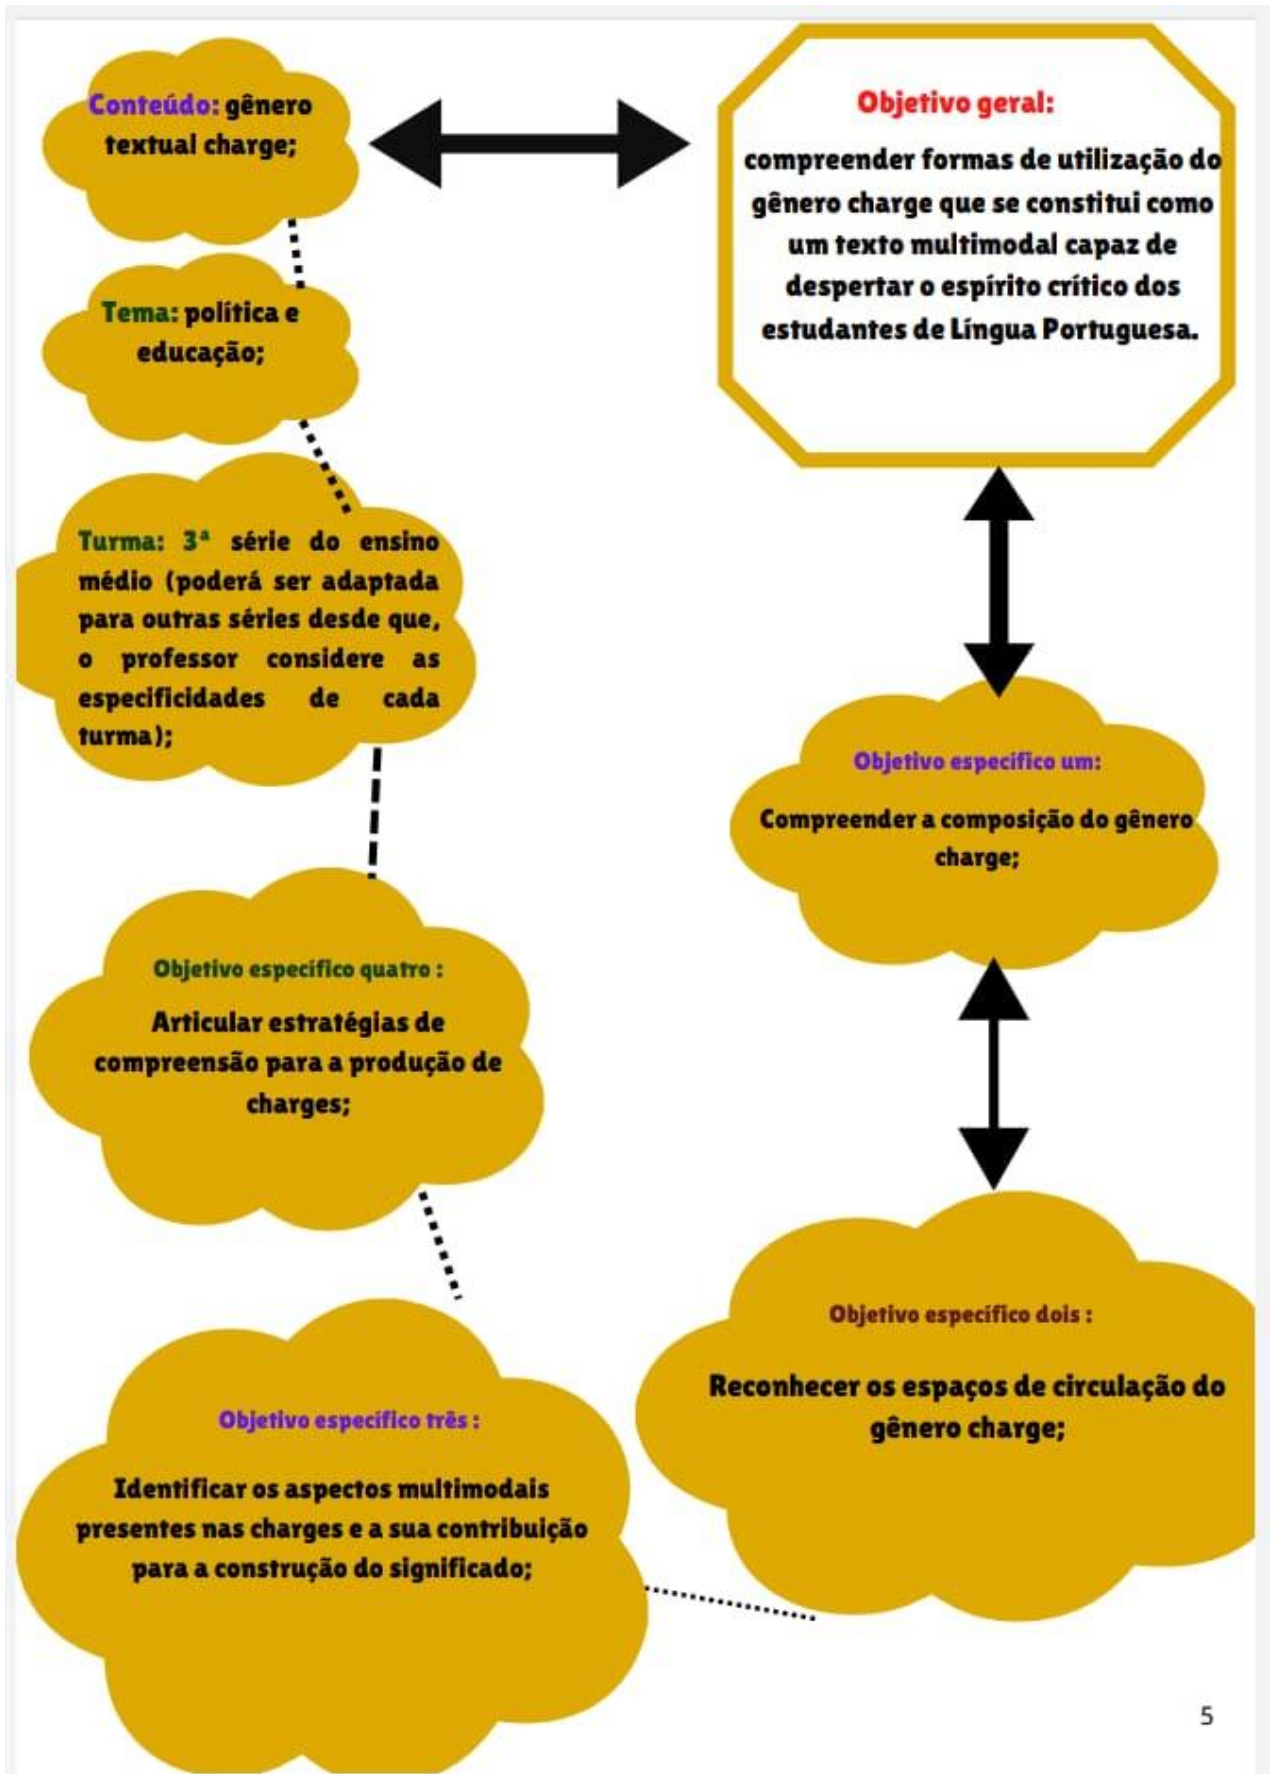 Conteúdo: gênero
textual charge;
Objetivo geral:
compreender formas de utilização do
gênero charge que se constitui como
um texto multimodal capaz de
despertar o espírito crítico dos
estudantes de Língua Portuguesa.
Tema: política e
educação;
Turma: 3ª série do ensino
médio (poderá ser adaptada
para outras séries desde que,
o professor considere as
especificidades de cada
turma);
Objetivo específico um:
Compreender a composição do gênero
charge;
Objetivo específico quatro :
Articular estratégias de
compreensão para a produção de
charges;
Objetivo específico dois :
Reconhecer os espaços de circulação do
gênero charge;
Objetivo específico três :
Identificar os aspectos multimodais
presentes nas charges e a sua contribuição
para a construção do significado;
5